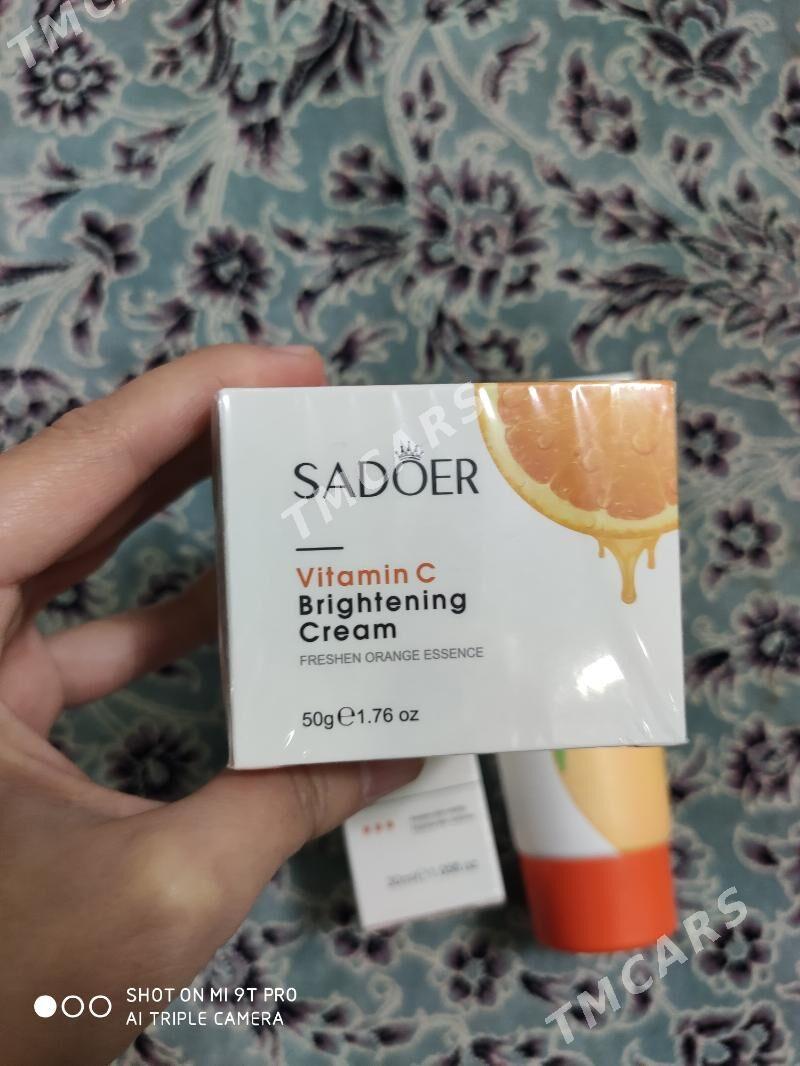 TMCARS
SADOER
TMCARS
Vitamin C
Brightening
Cream
FRESHEN ORANGE ESSENCE
50g℮1.76 oz
TMCARS
SHOT ON MI 9T PRO
AI TRIPLE CAMERA